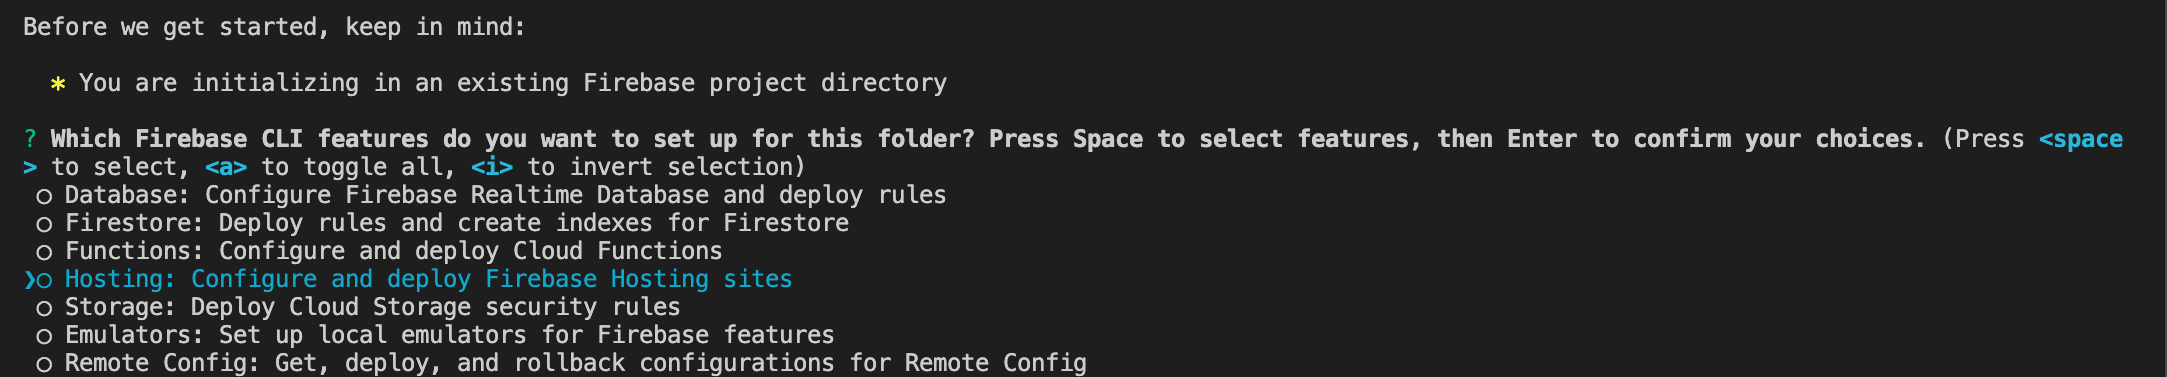 Before we get started, keep in mind:
* You are initializing in an existing Firebase project directory
? Which Firebase CLI features do you want to set up for this folder? Press Space to select features, then Enter to confirm your choices. (Press <space
> to select, <a> to toggle all, <i> to invert selection)
◯ Database: Configure Firebase Realtime Database and deploy rules
◯ Firestore: Deploy rules and create indexes for Firestore
◯ Functions: Configure and deploy Cloud Functions
❯◯ Hosting: Configure and deploy Firebase Hosting sites
◯ Storage: Deploy Cloud Storage security rules
◯ Emulators: Set up local emulators for Firebase features
◯ Remote Config: Get, deploy, and rollback configurations for Remote Config